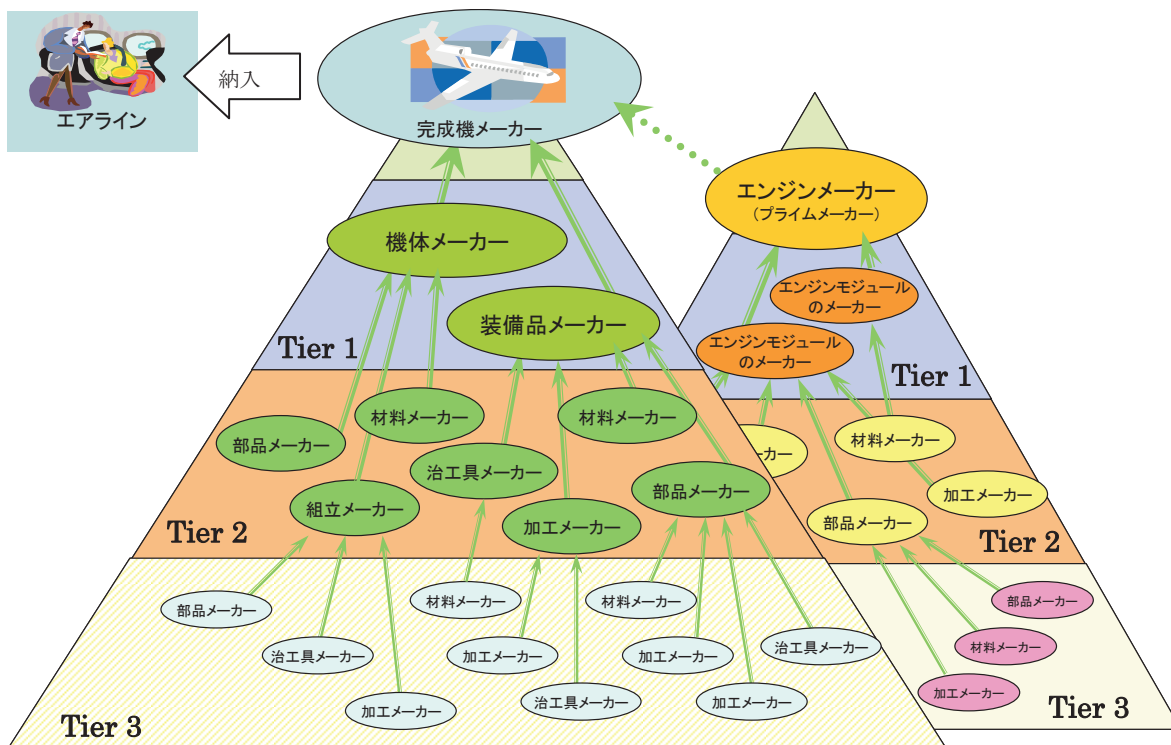 エアライン
納入
完成機メーカー
エンジンメーカー
(プライムメーカー)
機体メーカー
装備品メーカー
Tier 1
エンジンモジュール
のメーカー
エンジンモジュール
のメーカー
Tier 1
部品メーカー
材料メーカー
治工具メーカー
組立メーカー
材料メーカー
部品メーカー
加工メーカー
Tier 2
ーカー
材料メーカー
加工メーカー
部品メーカー
Tier 2
部品メーカー
治工具メーカー
加工メーカー
材料メーカー
加工メーカー
治工具メーカー
材料メーカー
加工メーカー
加工メーカー
治工具メーカー
Tier 3
部品メーカー
材料メーカー
加工メーカー
Tier 3